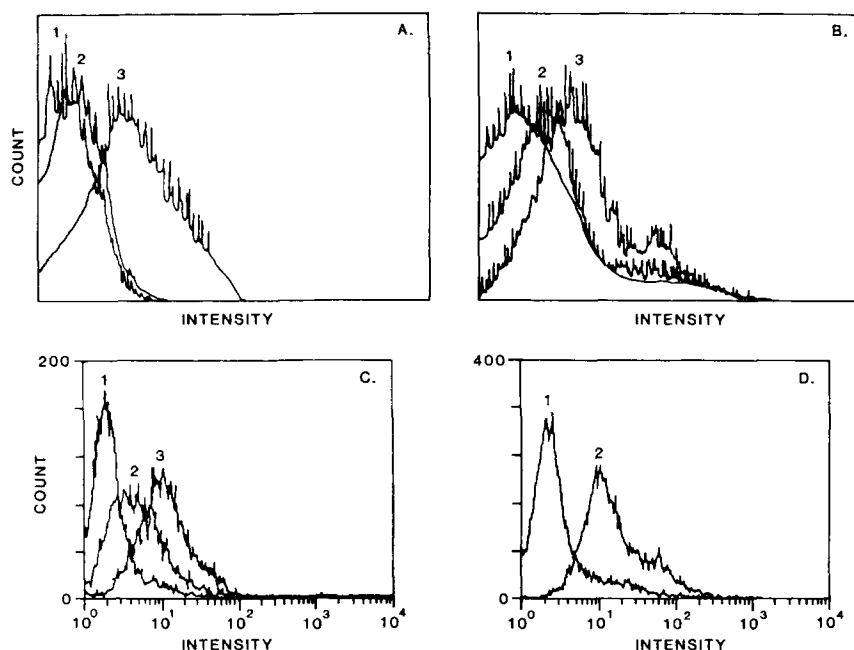 A.
1
2
3
COUNT
INTENSITY
B.
1
2
3
INTENSITY
C.
200
1
2
3
COUNT
0
10^0 10^1 10^2 10^3 10^4
INTENSITY
D.
400
1
2
0
10^0 10^1 10^2 10^3 10^4
INTENSITY